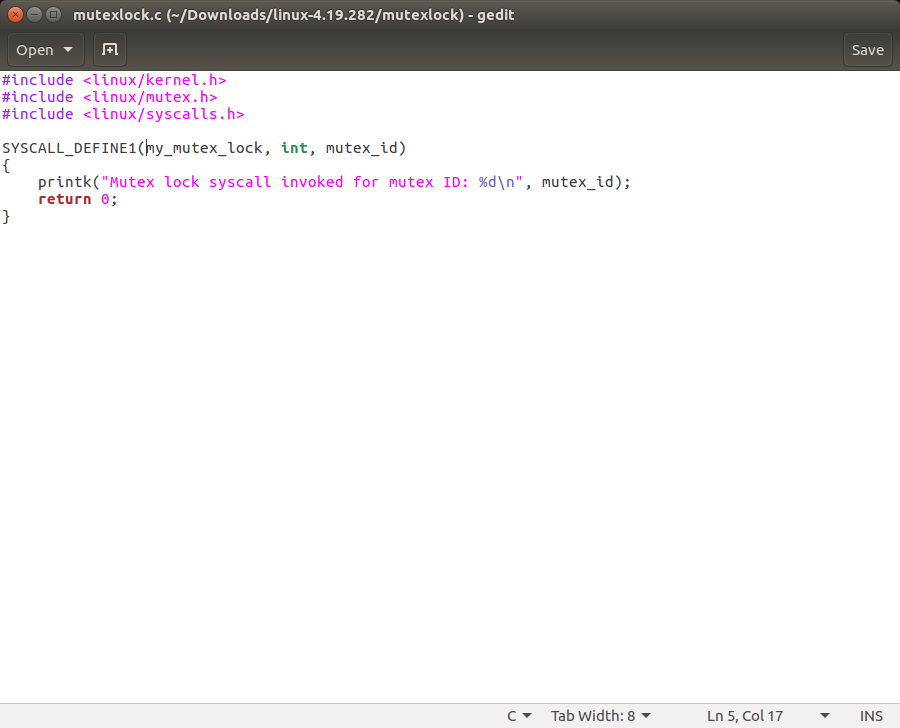 mutexlock.c (~/Downloads/linux-4.19.282/mutexlock) - gedit
Open
Save
#include <linux/kernel.h>
#include <linux/mutex.h>
#include <linux/syscalls.h>
SYSCALL_DEFINE1(my_mutex_lock, int, mutex_id)
{
    printk("Mutex lock syscall invoked for mutex ID: %d\n", mutex_id);
    return 0;
}
C Tab Width: 8 Ln 5, Col 17 INS